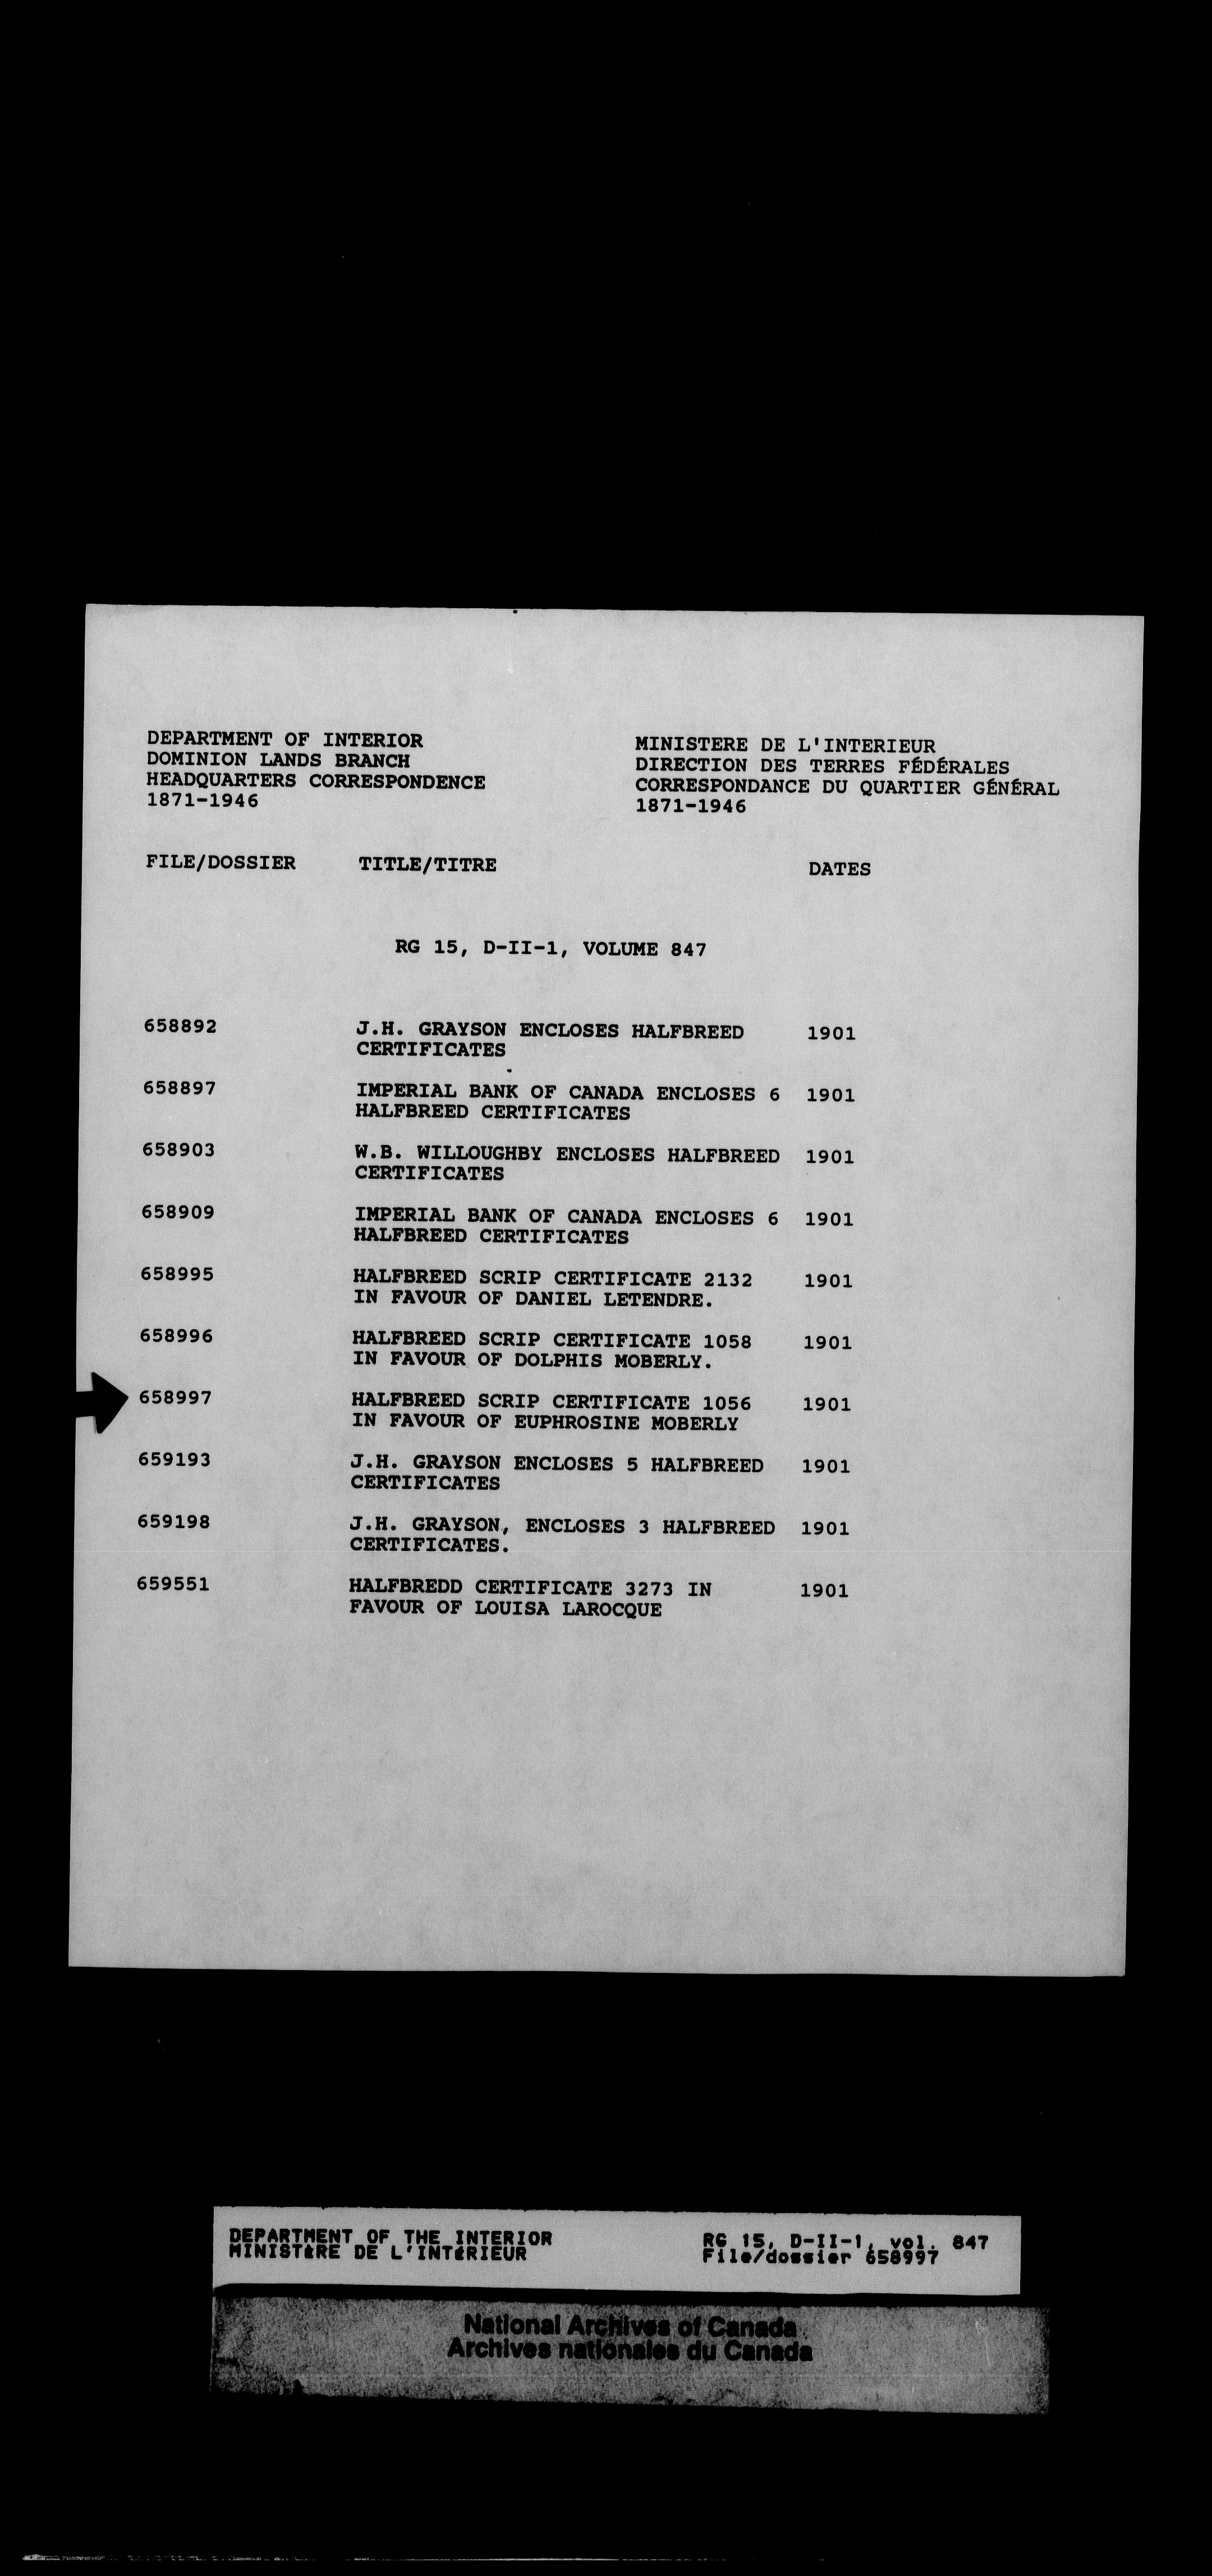 DEPARTMENT OF INTERIOR
DOMINION LANDS BRANCH
HEADQUARTERS CORRESPONDENCE
1871-1946
MINISTERE DE L'INTERIEUR
DIRECTION DES TERRES FÉDÉRALES
CORRESPONDANCE DU QUARTIER GÉNÉRAL
1871-1946
FILE/DOSSIER TITLE/TITRE DATES
RG 15, D-II-1, VOLUME 847
658892 J.H. GRAYSON ENCLOSES HALFBREED 1901
CERTIFICATES
658897 IMPERIAL BANK OF CANADA ENCLOSES 6 1901
HALFBREED CERTIFICATES
658903 W.B. WILLOUGHBY ENCLOSES HALFBREED 1901
CERTIFICATES
658909 IMPERIAL BANK OF CANADA ENCLOSES 6 1901
HALFBREED CERTIFICATES
658995 HALFBREED SCRIP CERTIFICATE 2132 1901
IN FAVOUR OF DANIEL LETENDRE.
658996 HALFBREED SCRIP CERTIFICATE 1058 1901
IN FAVOUR OF DOLPHIS MOBERLY.
658997 HALFBREED SCRIP CERTIFICATE 1056 1901
IN FAVOUR OF EUPHROSINE MOBERLY
659193 J.H. GRAYSON ENCLOSES 5 HALFBREED 1901
CERTIFICATES
659198 J.H. GRAYSON, ENCLOSES 3 HALFBREED 1901
CERTIFICATES.
659551 HALFBREDD CERTIFICATE 3273 IN 1901
FAVOUR OF LOUISA LAROCQUE
DEPARTMENT OF THE INTERIOR RG 15, D-II-1, vol. 847
MINISTèRE DE L'INTéRIEUR File/dossier 658997
National Archives of Canada
Archives nationales du Canada